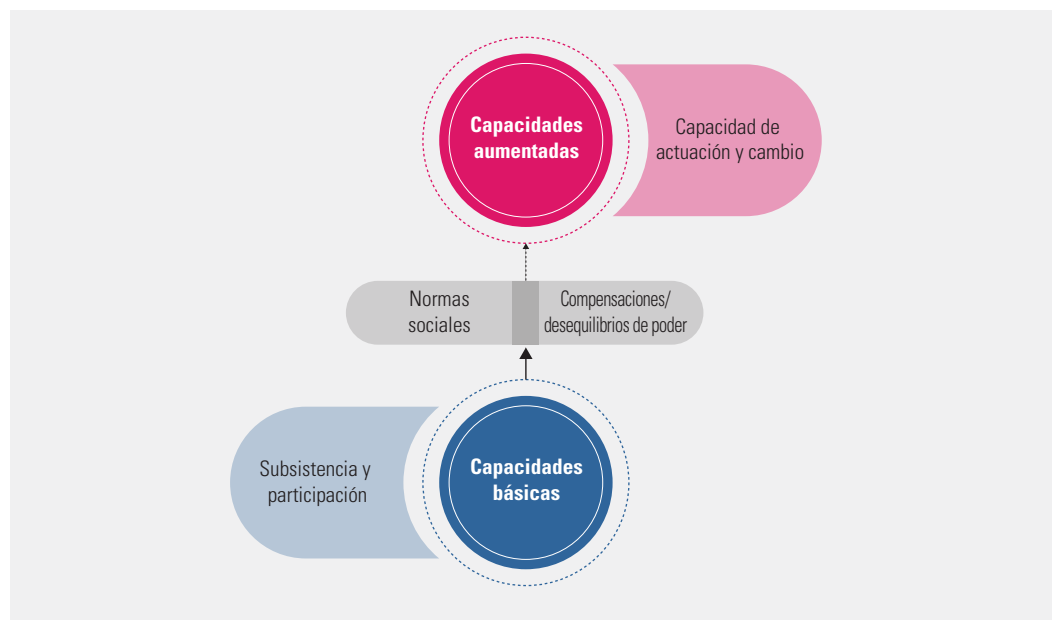 Capacidades
aumentadas
Capacidad de
actuación y cambio
Normas
sociales
Compensaciones/
desequilibrios de poder
Subsistencia y
participación
Capacidades
básicas